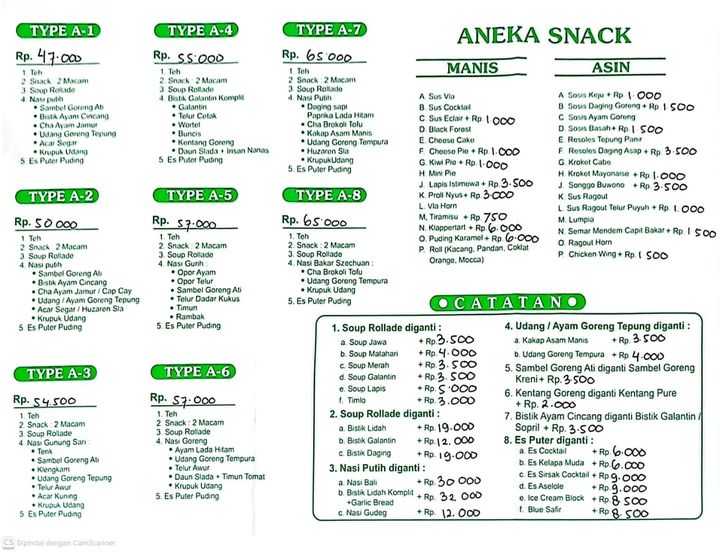 TYPE A-1
Rp. 47.000
1. Teh
2. Snack : 2 Macam
3. Soup Rollade
4. Nasi putih
• Sambel Goreng Ati
• Bistik Ayam Cincang
• Cha Ayam Jamur
• Udang Goreng Tepung
• Acar Segar
• Krupuk Udang
5. Es Puter Puding
TYPE A-2
Rp. 50.000
1. Teh
2. Snack : 2 Macam
3. Soup Rollade
4. Nasi putih
• Sambel Goreng Ati
• Bistik Ayam Cincang
• Cha Ayam Jamur / Cap Cay
• Udang / Ayam Goreng Tepung
• Acar Segar / Huzaren Sla
• Krupuk Udang
5. Es Puter Puding
TYPE A-3
Rp. 54.500
1. Teh
2. Snack : 2 Macam
3. Soup Rollade
4. Nasi Gunung Sari :
• Terik
• Sambel Goreng Ati
• Klengkam
• Udang Goreng Tepung
• Telur Awur
• Acar Kuning
• Krupuk Udang
5. Es Puter Puding
TYPE A-4
Rp. 55.000
1. Teh
2. Snack : 2 Macam
3. Soup Rollade
4. Bistik Galantin Komplit
• Galantin
• Telur Cetak
• Wortel
• Buncis
• Kentang Goreng
• Daun Slada + Irisan Nanas
5. Es Puter Puding
TYPE A-5
Rp. 57.000
1. Teh
2. Snack : 2 Macam
3. Soup Rollade
4. Nasi Gurih :
• Opor Ayam
• Opor Telur
• Sambel Goreng Ati
• Telur Dadar Kukus
• Timun
• Rambak
5. Es Puter Puding
TYPE A-6
Rp. 57.000
1. Teh
2. Snack : 2 Macam
3. Soup Rollade
4. Nasi Goreng
• Ayam Lada Hitam
• Udang Goreng Tempura
• Telur Awur
• Daun Slada + Timun Tomat
• Krupuk Udang
5. Es Puter Puding
TYPE A-7
Rp. 65.000
1. Teh
2. Snack : 2 Macam
3. Soup Rollade
4. Nasi Putih
• Daging sapi
Paprika Lada Hitam
• Cha Brokoli Tofu
• Kakap Asam Manis
• Udang Goreng Tempura
• Huzaren Sla
• KrupukUdang
5. Es Puter Puding
TYPE A-8
Rp. 65.000
1. Teh
2. Snack : 2 Macam
3. Soup Rollade
4. Nasi Bakar Szechuan :
• Cha Brokoli Tofu
• Udang Goreng Tempura
• Huzaren Sla
• Krupuk Udang
5. Es Puter Puding
ANEKA SNACK
MANIS
A. Sus Vla
B. Sus Cocktail
C. Sus Eclair + Rp 1.000
D. Black Forest
E. Cheese Cake
F. Cheese Pie + Rp. 1.000
G. Kiwi Pie + Rp. 1.000
H. Mini Pie
J. Lapis Istimewa + Rp. 3.500
K. Proll Nyus+ Rp 3.000
L. Vla Horn
M, Tiramisu + Rp 750
N. Klappertart + Rp. 6.000
O. Puding Karamel+ Rp. 6.000
P. Roll (Kacang, Pandan, Coklat
Orange, Mocca)
ASIN
A. Sosis Keju + Rp 1.000
B. Sosis Daging Goreng + Rp 1.500
C. Sosis Ayam Goreng
D. Sosis Basah+ Rp. 1 500
E. Resoles Tepung Panir
F. Resoles Daging Asap + Rp. 3.500
G. Kroket Cabe
H. Kroket Mayonaise + Rp. 1.000
J. Songgo Buwono + Rp. 3.500
K. Sus Ragout
L. Sus Ragout Telur Puyuh + Rp. 1.000
M. Lumpia
N. Semar Mendem Capit Bakar+ Rp 1 500
O. Ragout Horn
P. Chicken Wing + Rp. 1 500
CATATAN
1. Soup Rollade diganti :
a. Soup Jawa + Rp. 3.500
b. Soup Matahari + Rp. 4.000
c. Soup Merah + Rp. 3.500
d. Soup Galantin + Rp. 3.500
e. Soup Lapis + Rp. 5.000
f. Timlo + Rp. 3.000
2. Soup Rollade diganti :
a. Bistik Lidah + Rp. 19.000
b. Bistik Galantin + Rp. 12.000
c. Bistik Daging + Rp. 19.000
3. Nasi Putih diganti :
a. Nasi Bali + Rp. 30 000
b. Bistik Lidah Komplit + Rp. 32 000
+Garlic Bread
c. Nasi Gudeg + Rp. 12.000
4. Udang / Ayam Goreng Tepung diganti :
a. Kakap Asam Manis + Rp. 3.500
b. Udang Goreng Tempura + Rp. 4.000
5. Sambel Goreng Ati diganti Sambel Goreng
Kreni+ Rp. 3.500
6. Kentang Goreng diganti Kentang Pure
+ Rp. 2.000
7. Bistik Ayam Cincang diganti Bistik Galantin /
Sopril + Rp. 3.500
8. Es Puter diganti :
a. Es Cocktail + Rp. 6.000
b. Es Kelapa Muda + Rp. 6.000
c. Es Sirsak Cocktail + Rp. 9.000
d. Es Aselole + Rp. 9.000
e. Ice Cream Block + Rp. 8 500
f. Blue Safir + Rp. 8.500
CS Dipindai dengan CamScanner